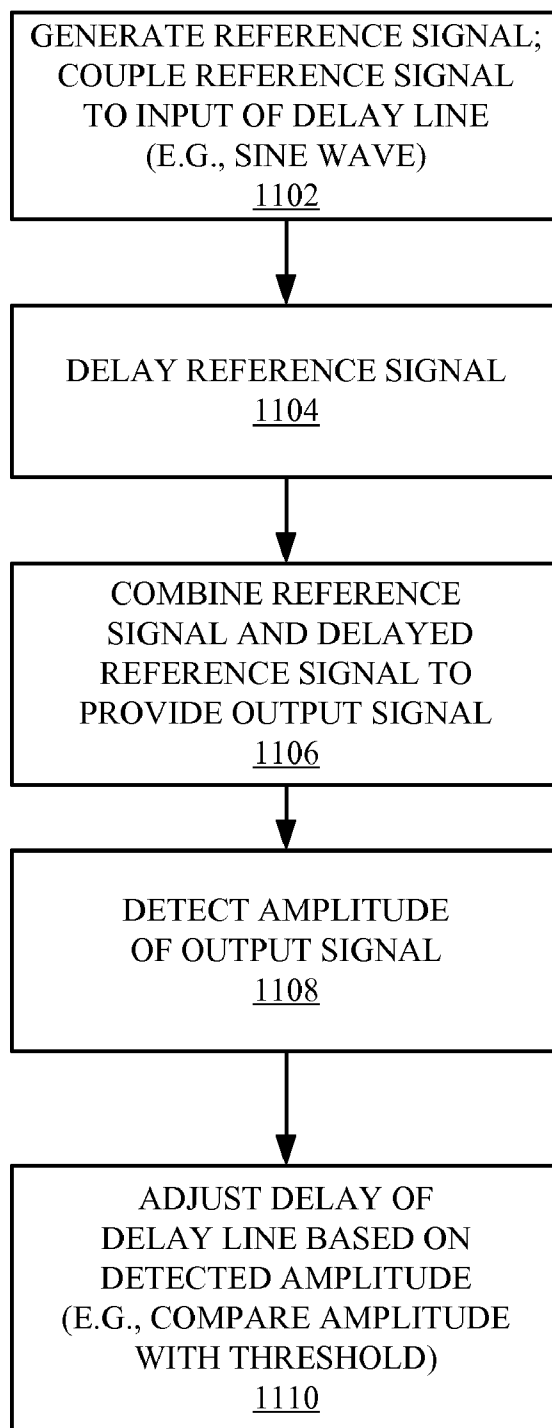 GENERATE REFERENCE SIGNAL;
COUPLE REFERENCE SIGNAL
TO INPUT OF DELAY LINE
(E.G., SINE WAVE)
1102
DELAY REFERENCE SIGNAL
1104
COMBINE REFERENCE
SIGNAL AND DELAYED
REFERENCE SIGNAL TO
PROVIDE OUTPUT SIGNAL
1106
DETECT AMPLITUDE
OF OUTPUT SIGNAL
1108
ADJUST DELAY OF
DELAY LINE BASED ON
DETECTED AMPLITUDE
(E.G., COMPARE AMPLITUDE
WITH THRESHOLD)
1110